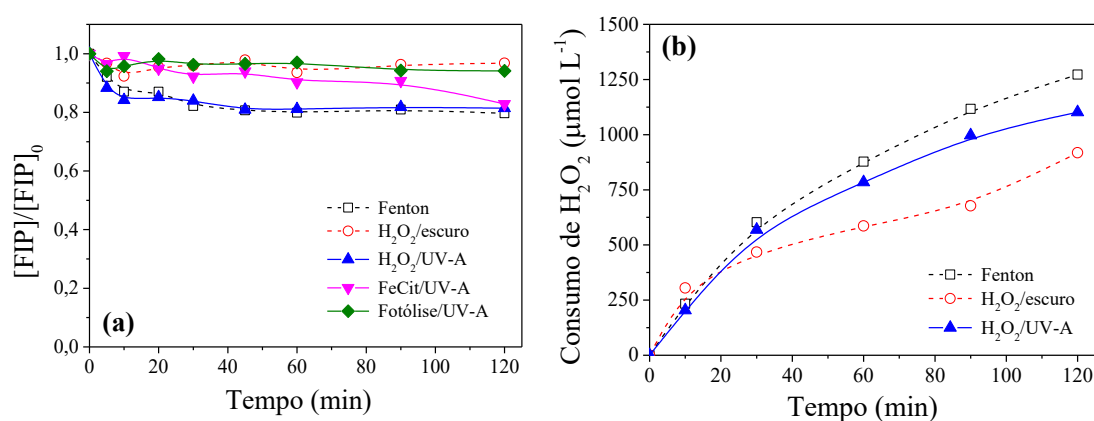 (a)
[FIP]/[FIP]₀
1,0
0,8
0,6
0,4
0,2
0,0
Fenton
H₂O₂/escuro
H₂O₂/UV-A
FeCit/UV-A
Fotólise/UV-A
0 20 40 60 80 100 120
Tempo (min)
(b)
Consumo de H₂O₂ (µmol L⁻¹)
1500
1250
1000
750
500
250
0
Fenton
H₂O₂/escuro
H₂O₂/UV-A
0 20 40 60 80 100 120
Tempo (min)